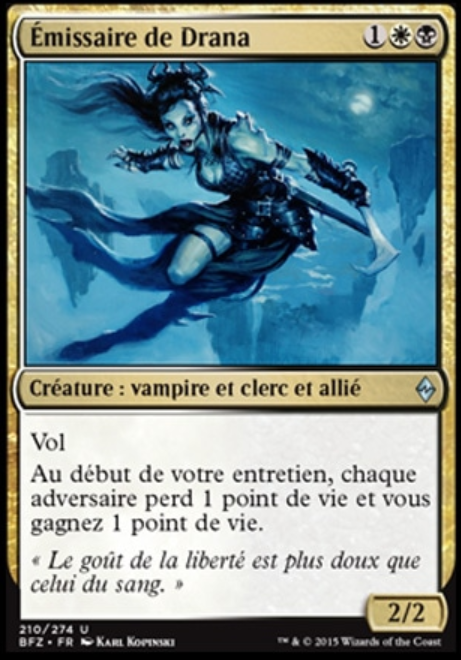 Émissaire de Drana 1
Créature : vampire et clerc et allié
Vol
Au début de votre entretien, chaque
adversaire perd 1 point de vie et vous
gagnez 1 point de vie.
« Le goût de la liberté est plus doux que
celui du sang. »
2/2
210/274 U
BFZ • FR Karl Kopinski
™ & © 2015 Wizards of the Coast